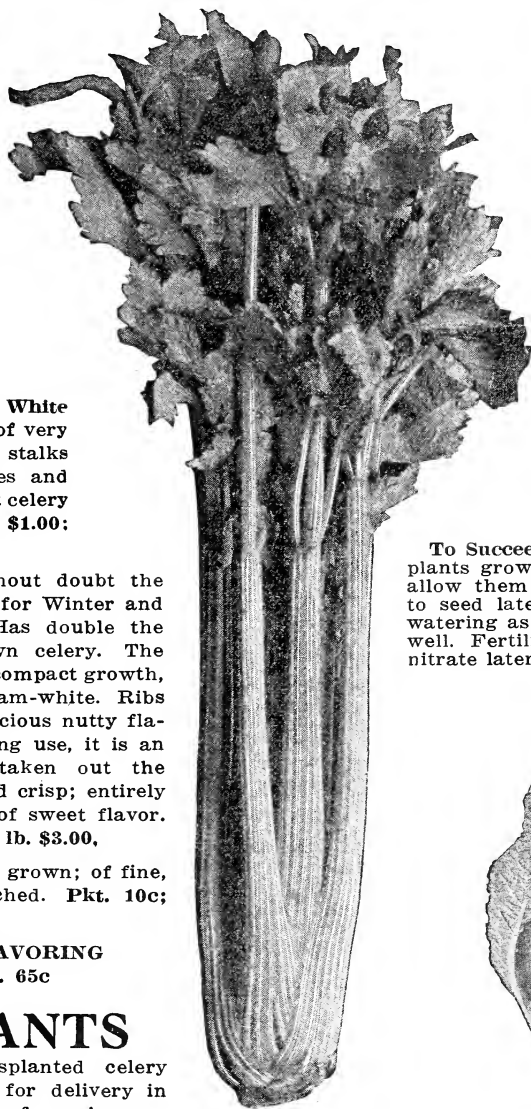 White
of very
stalks
es and
celery
$1.00:
hout doubt the
for Winter and
Has double the
wn celery. The
compact growth,
am-white. Ribs
cious nutty fla-
ng use, it is an
taken out the
d crisp; entirely
of sweet flavor.
lb. $3.00,
grown; of fine,
ched. Pkt. 10c;
AVORING
. 65c
ANTS
splanted celery
for delivery in
To Succee
plants grow
allow them
to seed late
watering as
well. Fertil
nitrate later